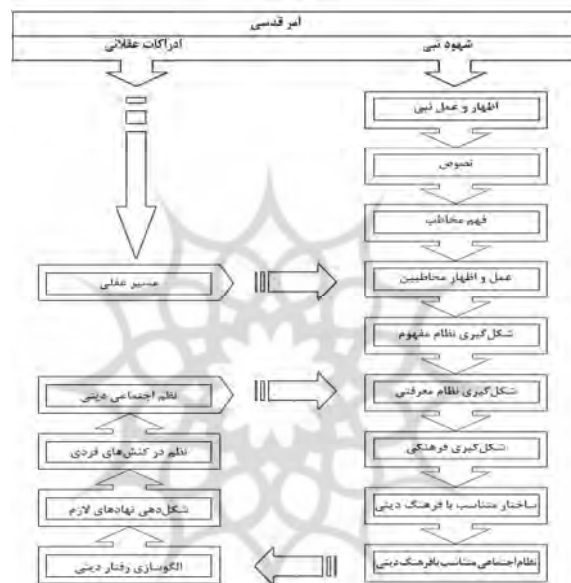 امر قدسی
شهود نبی
ادراکات عقلانی
اظهار و عمل نبی
نصوص
فهم مخاطب
عمل و اظهار مخاطبین
شکل‌گیری نظام مفهوم
شکل‌گیری نظام معرفتی
شکل‌گیری فرهنگی
ساختار متناسب با فرهنگ دینی
نظام اجتماعی متناسب بافرهنگ دینی
مسیر عقلی
نظم اجتماعی دینی
نظم در کنش‌های فردی
شکل‌دهی نهادهای لازم
الگوسازی رفتار دینی